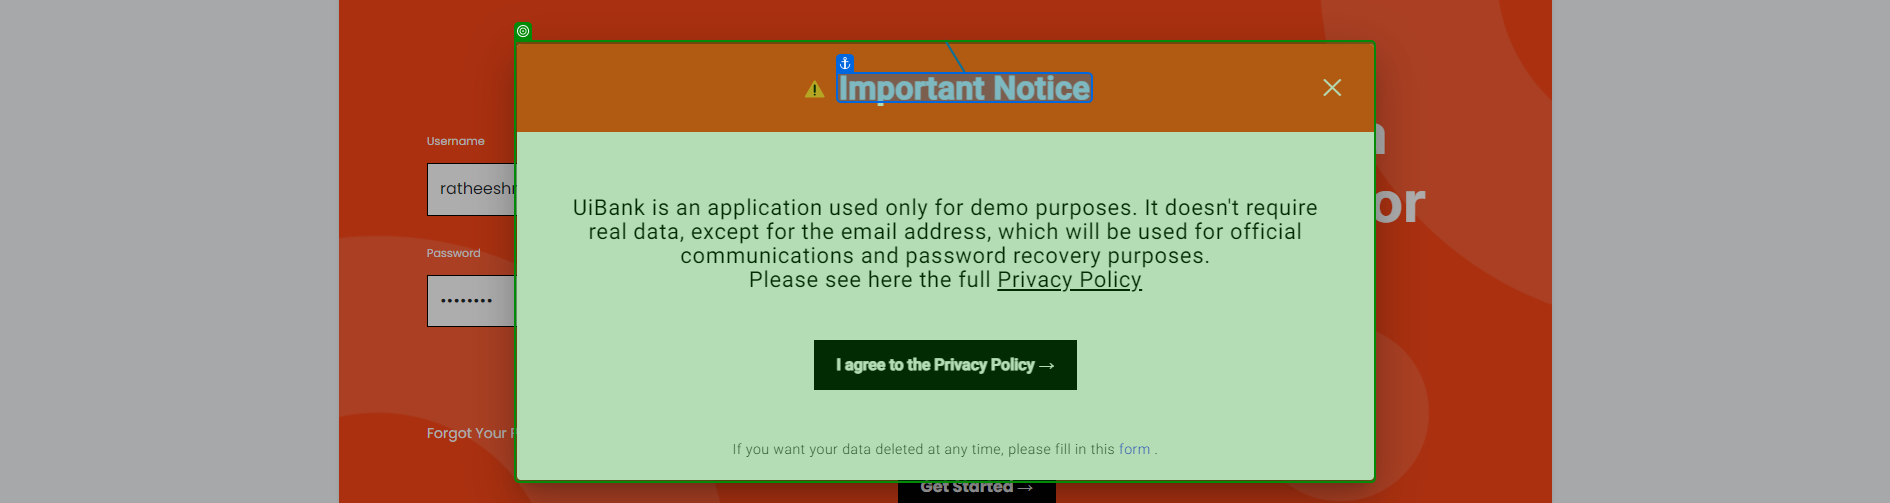 Important Notice
Username
ratheeshr
or
UiBank is an application used only for demo purposes. It doesn't require
real data, except for the email address, which will be used for official
communications and password recovery purposes.
Please see here the full Privacy Policy
Password
I agree to the Privacy Policy →
Forgot Your
If you want your data deleted at any time, please fill in this form .
Get Started →